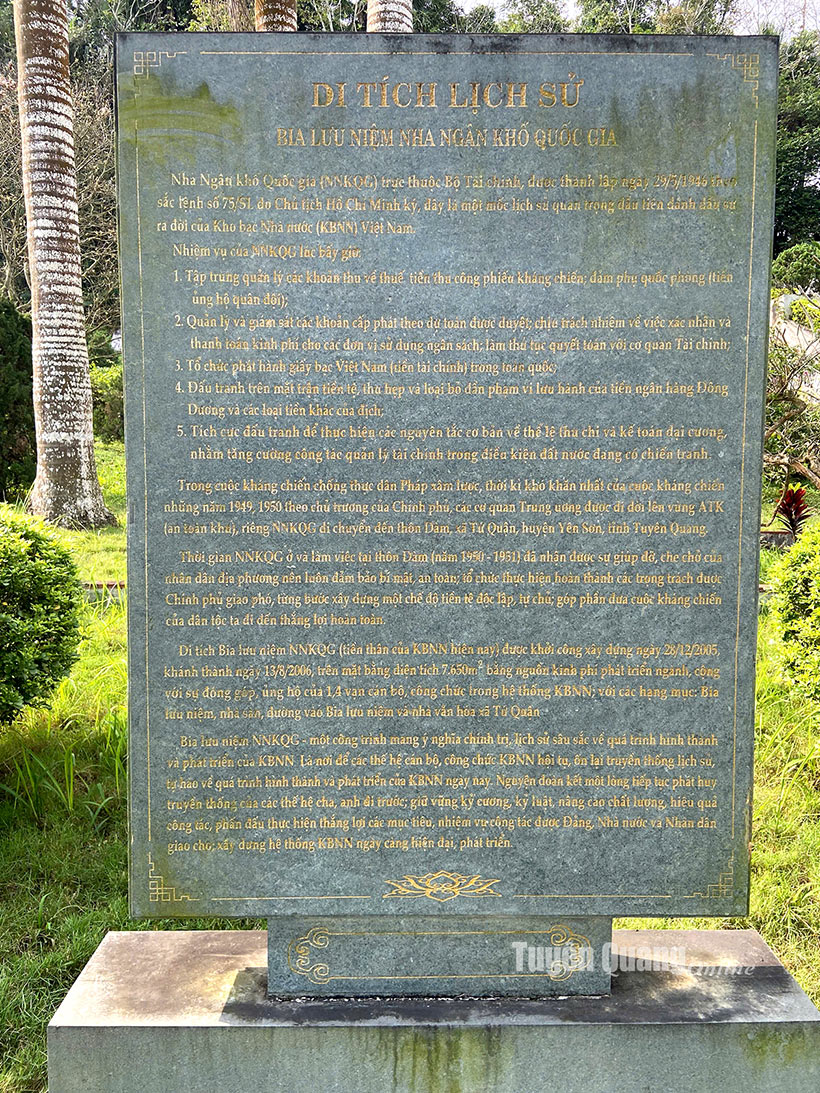 DI TÍCH LỊCH SỬ
BIA LƯU NIỆM NHA NGÂN KHỐ QUỐC GIA
Nha Ngân khố Quốc gia (NNKQG) trực thuộc Bộ Tài chính, được thành lập ngày 29/5/1946 theo
sắc lệnh số 75/SL do Chủ tịch Hồ Chí Minh ký, đây là một mốc lịch sử quan trọng đầu tiên đánh dấu sự
ra đời của Kho bạc Nhà nước (KBNN) Việt Nam.
Nhiệm vụ của NNKQG lúc bấy giờ:
1. Tập trung quản lý các khoản thu về thuế, tiền thu công phiếu kháng chiến; đảm phụ quốc phòng (tiền
ủng hộ quân đội);
2. Quản lý và giám sát các khoản cấp phát theo dự toán được duyệt; chịu trách nhiệm về việc xác nhận và
thanh toán kinh phí cho các đơn vị sử dụng ngân sách; làm thủ tục quyết toán với cơ quan Tài chính;
3. Tổ chức phát hành giấy bạc Việt Nam (tiền tài chính) trong toàn quốc;
4. Đấu tranh trên mặt trận tiền tệ, thu hẹp và loại bỏ dần phạm vi lưu hành của tiền ngân hàng Đông
Dương và các loại tiền khác của địch;
5. Tích cực đấu tranh để thực hiện các nguyên tắc cơ bản về thể lệ thu chi và kế toán đại cương,
nhằm tăng cường công tác quản lý tài chính trong điều kiện đất nước đang có chiến tranh.
Trong cuộc kháng chiến chống thực dân Pháp xâm lược, thời kì khó khăn nhất của cuộc kháng chiến
những năm 1949, 1950 theo chủ trương của Chính phủ, các cơ quan Trung ương được di dời lên vùng ATK
(an toàn khu), riêng NNKQG di chuyển đến thôn Dàm, xã Tứ Quận, huyện Yên Sơn, tỉnh Tuyên Quang.
Thời gian NNKQG ở và làm việc tại thôn Dàm (năm 1950 - 1951) đã nhận được sự giúp đỡ, che chở của
nhân dân địa phương nên luôn đảm bảo bí mật, an toàn; tổ chức thực hiện hoàn thành các trọng trách được
Chính phủ giao phó, từng bước xây dựng một chế độ tiền tệ độc lập, tự chủ; góp phần đưa cuộc kháng chiến
của dân tộc ta đi đến thắng lợi hoàn toàn.
Di tích Bia lưu niệm NNKQG (tiền thân của KBNN hiện nay) được khởi công xây dựng ngày 28/12/2005,
khánh thành ngày 13/8/2006, trên mặt bằng diện tích 7.650m² bằng nguồn kinh phí phát triển ngành, cộng
với sự đóng góp, ủng hộ của 1,4 vạn cán bộ, công chức trong hệ thống KBNN; với các hạng mục: Bia
lưu niệm, nhà sàn, đường vào Bia lưu niệm và nhà văn hóa xã Tứ Quận.
Bia lưu niệm NNKQG - một công trình mang ý nghĩa chính trị, lịch sử sâu sắc về quá trình hình thành
và phát triển của KBNN. Là nơi để các thế hệ cán bộ, công chức KBNN hội tụ, ôn lại truyền thống lịch sử,
tự hào về quá trình hình thành và phát triển của KBNN ngày nay. Nguyện đoàn kết một lòng tiếp tục phát huy
truyền thống của các thế hệ cha, anh đi trước; giữ vững kỷ cương, kỷ luật, nâng cao chất lượng, hiệu quả
công tác, phấn đấu thực hiện thắng lợi các mục tiêu, nhiệm vụ công tác được Đảng, Nhà nước và Nhân dân
giao cho; xây dựng hệ thống KBNN ngày càng hiện đại, phát triển.
Tuyên Quang Online